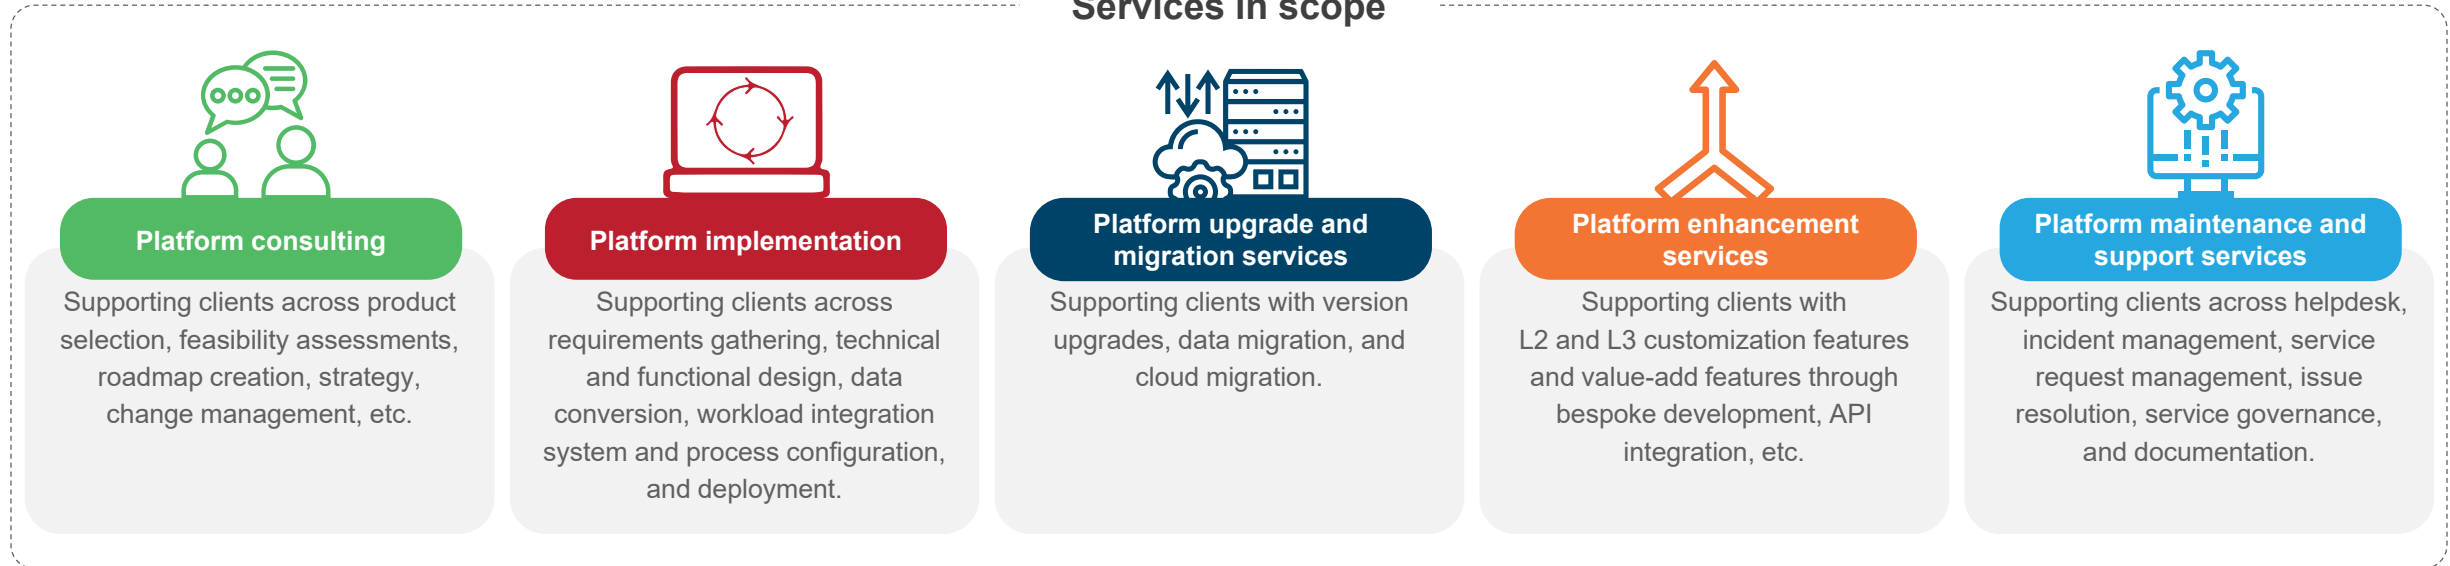 Services in scope
Platform consulting
Supporting clients across product
selection, feasibility assessments,
roadmap creation, strategy,
change management, etc.
Platform implementation
Supporting clients across
requirements gathering, technical
and functional design, data
conversion, workload integration
system and process configuration,
and deployment.
Platform upgrade and
migration services
Supporting clients with version
upgrades, data migration, and
cloud migration.
Platform enhancement
services
Supporting clients with
L2 and L3 customization features
and value-add features through
bespoke development, API
integration, etc.
Platform maintenance and
support services
Supporting clients across helpdesk,
incident management, service
request management, issue
resolution, service governance,
and documentation.